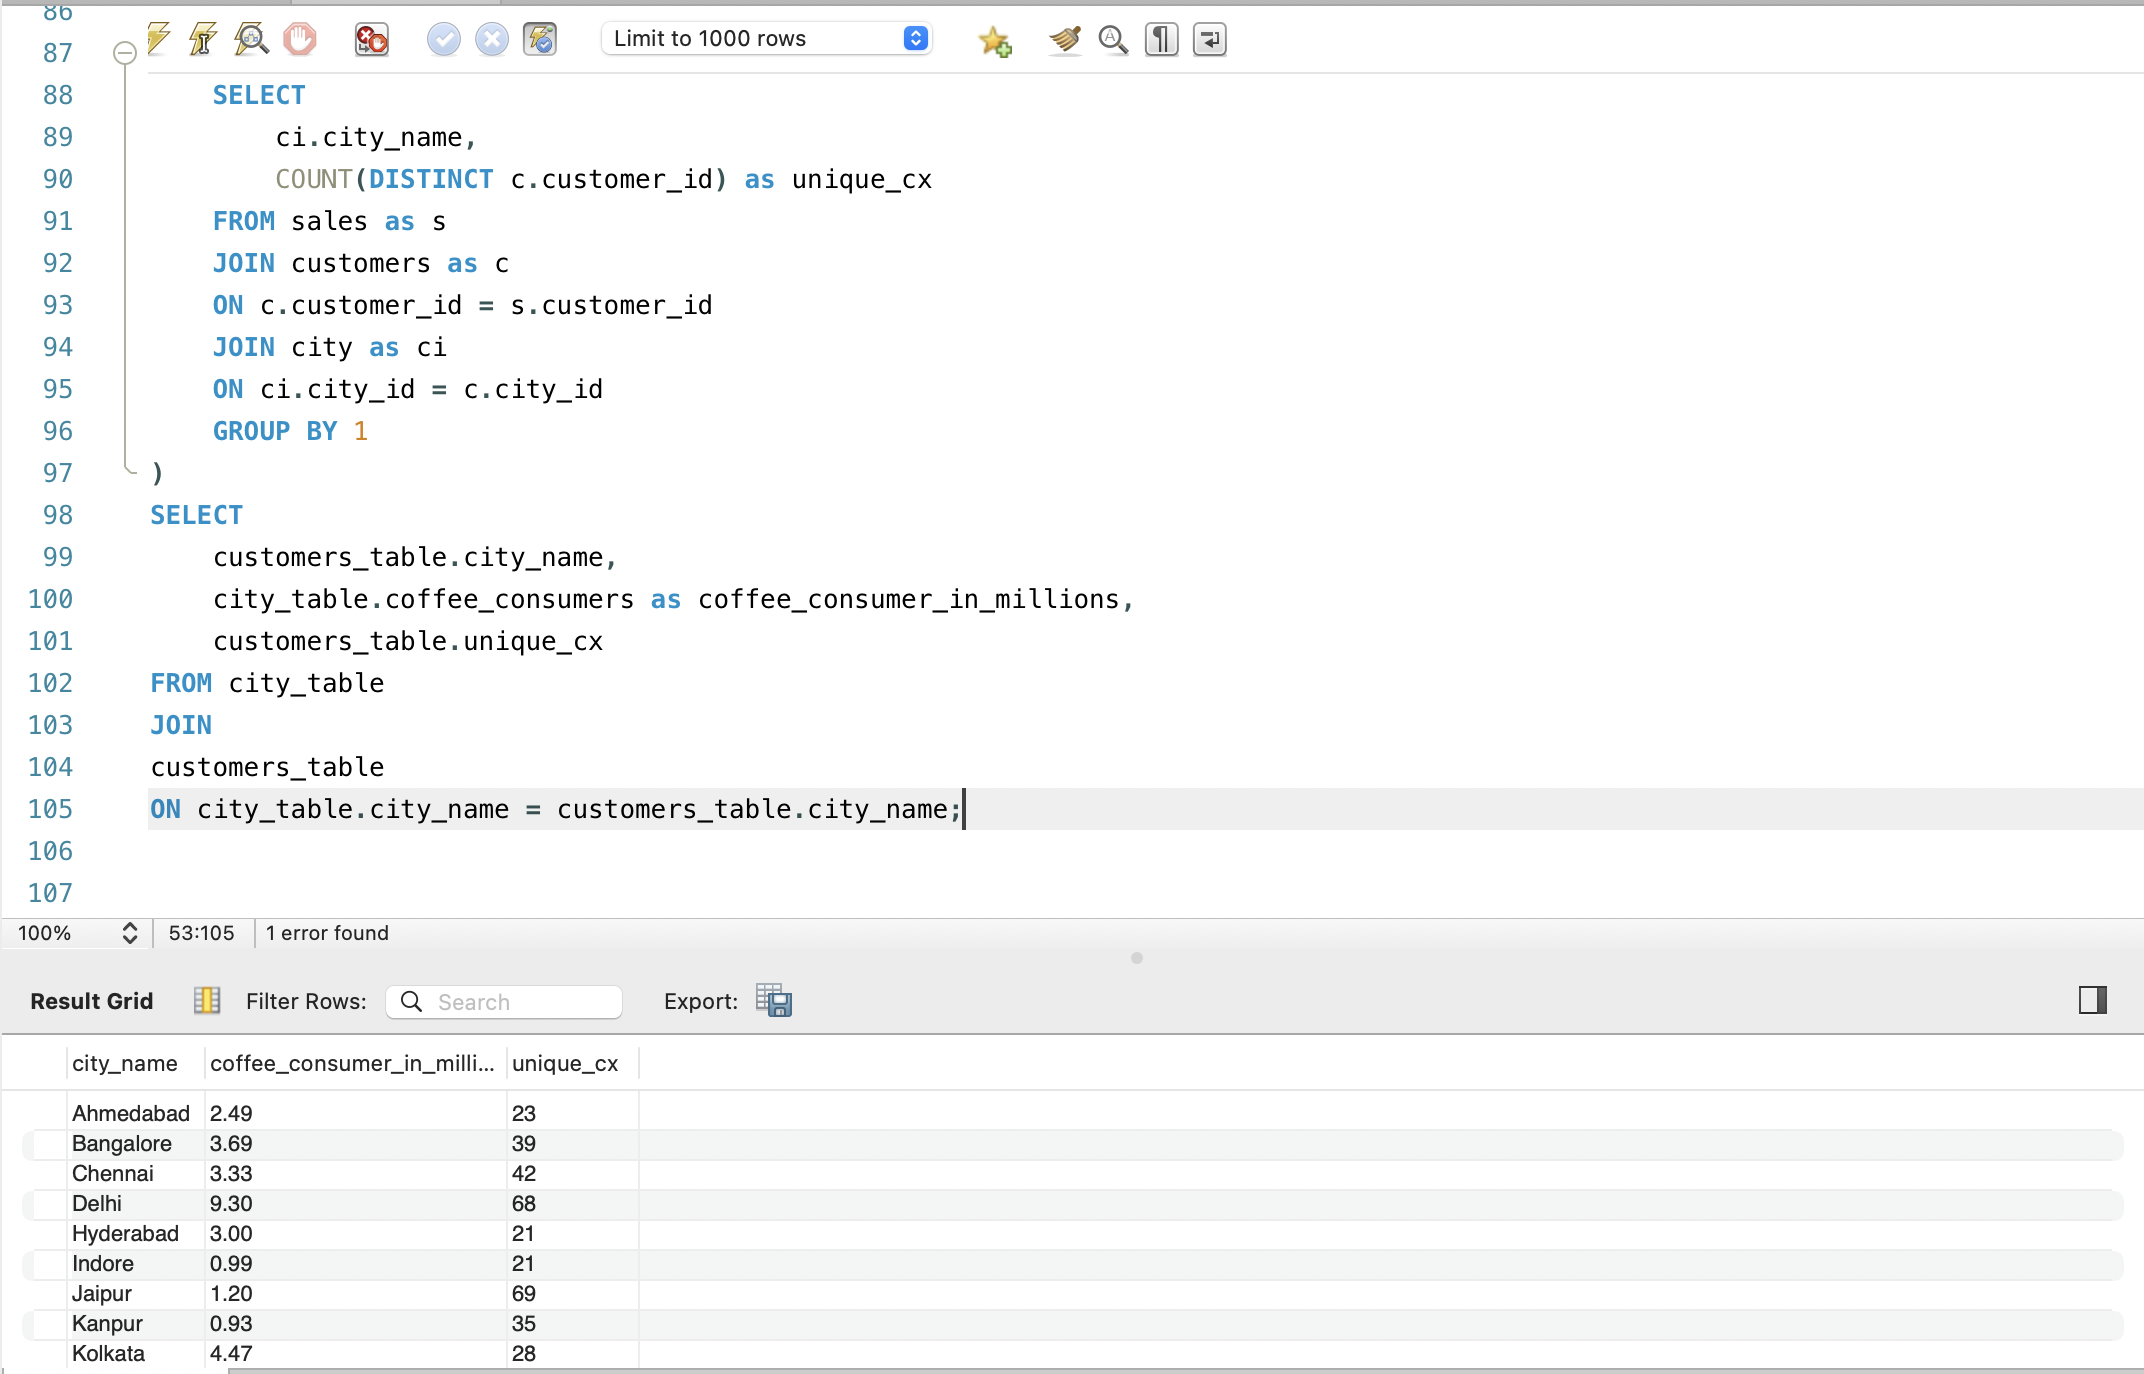 86
87 Limit to 1000 rows
88 SELECT
89 ci.city_name,
90 COUNT(DISTINCT c.customer_id) as unique_cx
91 FROM sales as s
92 JOIN customers as c
93 ON c.customer_id = s.customer_id
94 JOIN city as ci
95 ON ci.city_id = c.city_id
96 GROUP BY 1
97 )
98 SELECT
99 customers_table.city_name,
100 city_table.coffee_consumers as coffee_consumer_in_millions,
101 customers_table.unique_cx
102 FROM city_table
103 JOIN
104 customers_table
105 ON city_table.city_name = customers_table.city_name;
106
107
100% 53:105 1 error found
Result Grid Filter Rows: Search Export:
city_name coffee_consumer_in_milli... unique_cx
Ahmedabad 2.49 23
Bangalore 3.69 39
Chennai 3.33 42
Delhi 9.30 68
Hyderabad 3.00 21
Indore 0.99 21
Jaipur 1.20 69
Kanpur 0.93 35
Kolkata 4.47 28